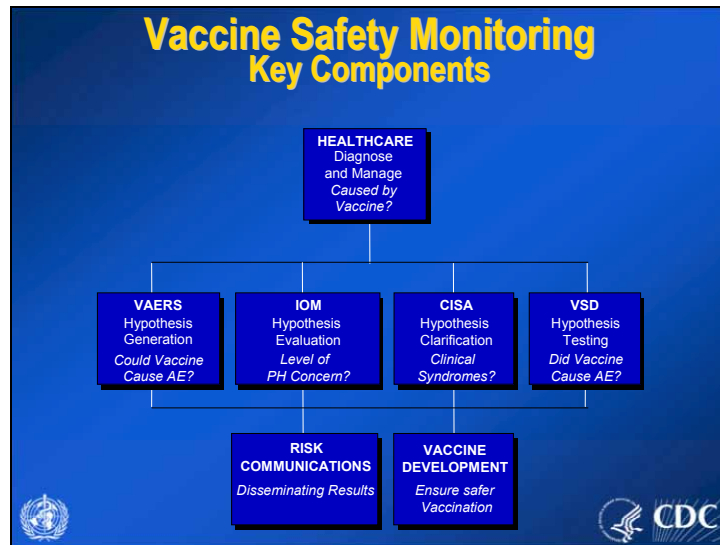 Vaccine Safety Monitoring
Key Components
HEALTHCARE
Diagnose
and Manage
Caused by
Vaccine?
VAERS
Hypothesis
Generation
Could Vaccine
Cause AE?
IOM
Hypothesis
Evaluation
Level of
PH Concern?
CISA
Hypothesis
Clarification
Clinical
Syndromes?
VSD
Hypothesis
Testing
Did Vaccine
Cause AE?
RISK
COMMUNICATIONS
Disseminating Results
VACCINE
DEVELOPMENT
Ensure safer
Vaccination
CDC